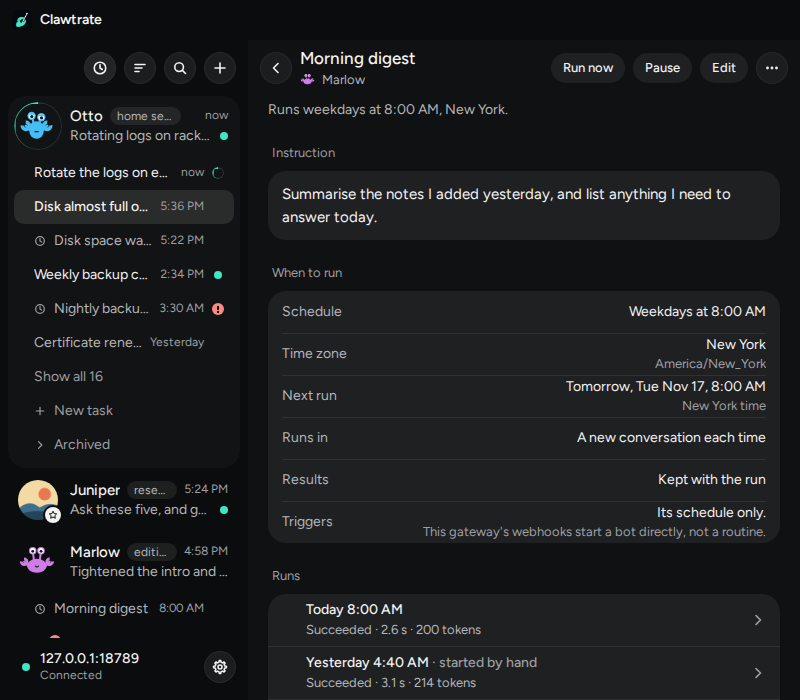 Clawtrate
Otto
home se...
now
Rotating logs on rack...
Rotate the logs on e...
now
Disk almost full o...
5:36 PM
Disk space wa...
5:22 PM
Weekly backup c...
2:34 PM
Nightly backu...
3:30 AM
Certificate rene...
Yesterday
Show all 16
New task
Archived
Juniper
rese...
5:24 PM
Ask these five, and g...
Marlow
editi...
4:58 PM
Tightened the intro and ...
Morning digest
8:00 AM
127.0.0.1:18789
Connected
Morning digest
Marlow
Run now
Pause
Edit
Runs weekdays at 8:00 AM, New York.
Instruction
Summarise the notes I added yesterday, and list anything I need to
answer today.
When to run
Schedule
Weekdays at 8:00 AM
Time zone
New York
America/New_York
Next run
Tomorrow, Tue Nov 17, 8:00 AM
New York time
Runs in
A new conversation each time
Results
Kept with the run
Triggers
Its schedule only.
This gateway's webhooks start a bot directly, not a routine.
Runs
Today 8:00 AM
Succeeded · 2.6 s · 200 tokens
Yesterday 4:40 AM · started by hand
Succeeded · 3.1 s · 214 tokens